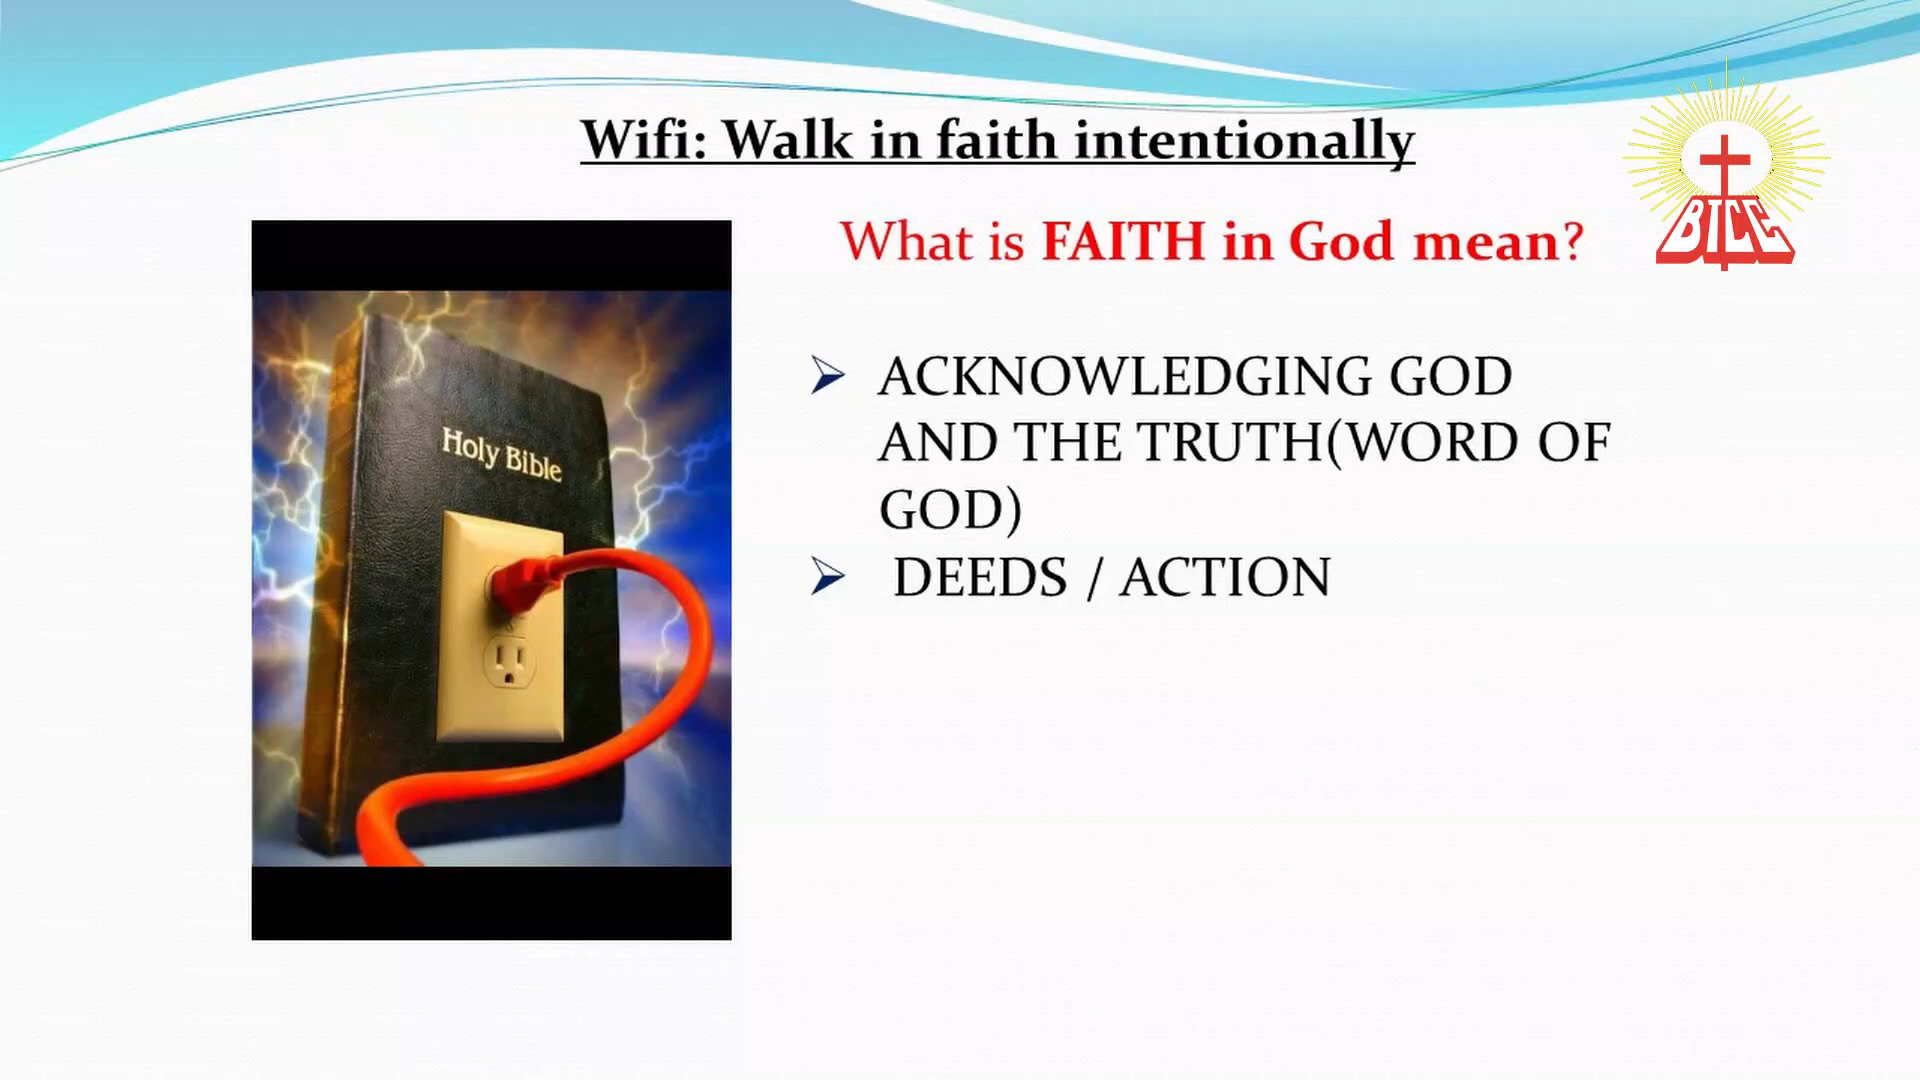 Wifi: Walk in faith intentionally
What is FAITH in God mean?
BICC
ACKNOWLEDGING GOD
AND THE TRUTH(WORD OF
GOD)
DEEDS / ACTION
Holy Bible